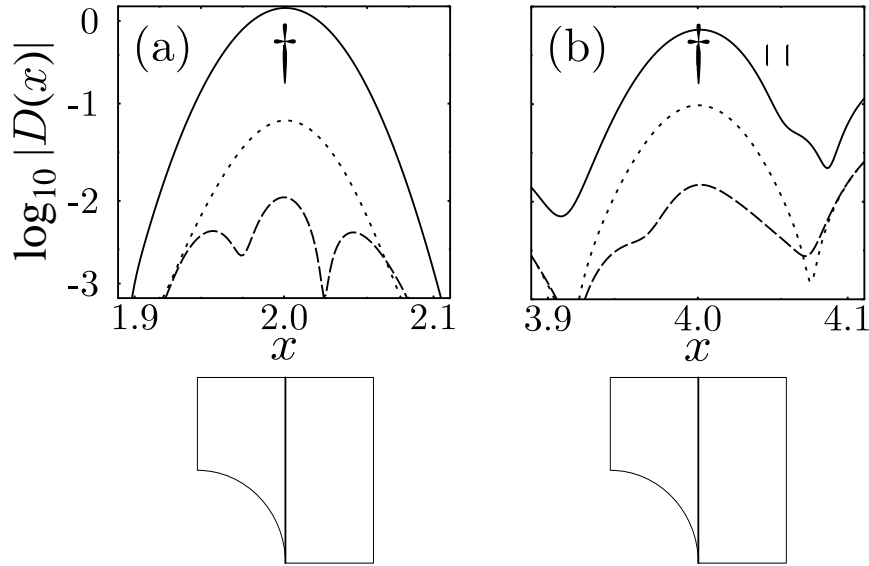 (a) (b)
†
†
log₁₀ |D(x)|
0
-1
-2
-3
1.9 2.0 2.1
x
3.9 4.0 4.1
x